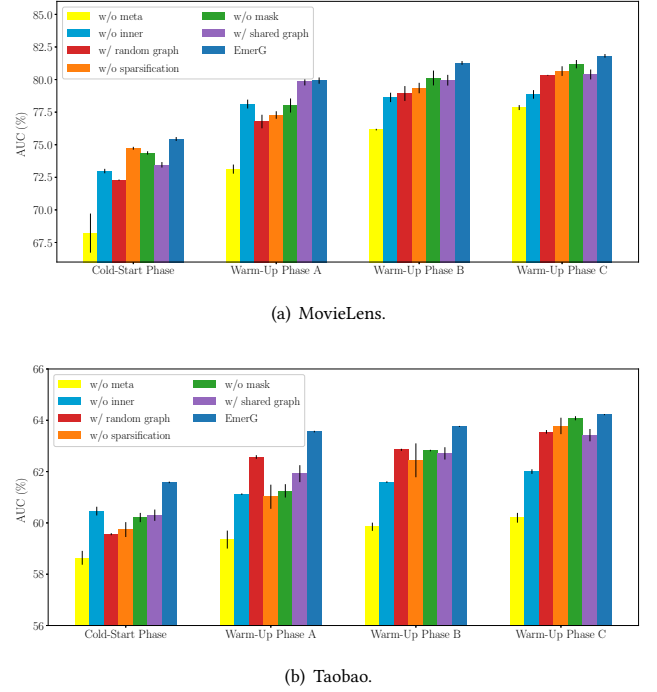 85.0
82.5
80.0
77.5
75.0
72.5
70.0
67.5
AUC (%)
w/o meta
w/o inner
w/ random graph
w/o sparsification
w/o mask
w/ shared graph
EmerG
Cold-Start Phase
Warm-Up Phase A
Warm-Up Phase B
Warm-Up Phase C
(a) MovieLens.
66
64
62
60
58
56
AUC (%)
w/o meta
w/o inner
w/ random graph
w/o sparsification
w/o mask
w/ shared graph
EmerG
Cold-Start Phase
Warm-Up Phase A
Warm-Up Phase B
Warm-Up Phase C
(b) Taobao.